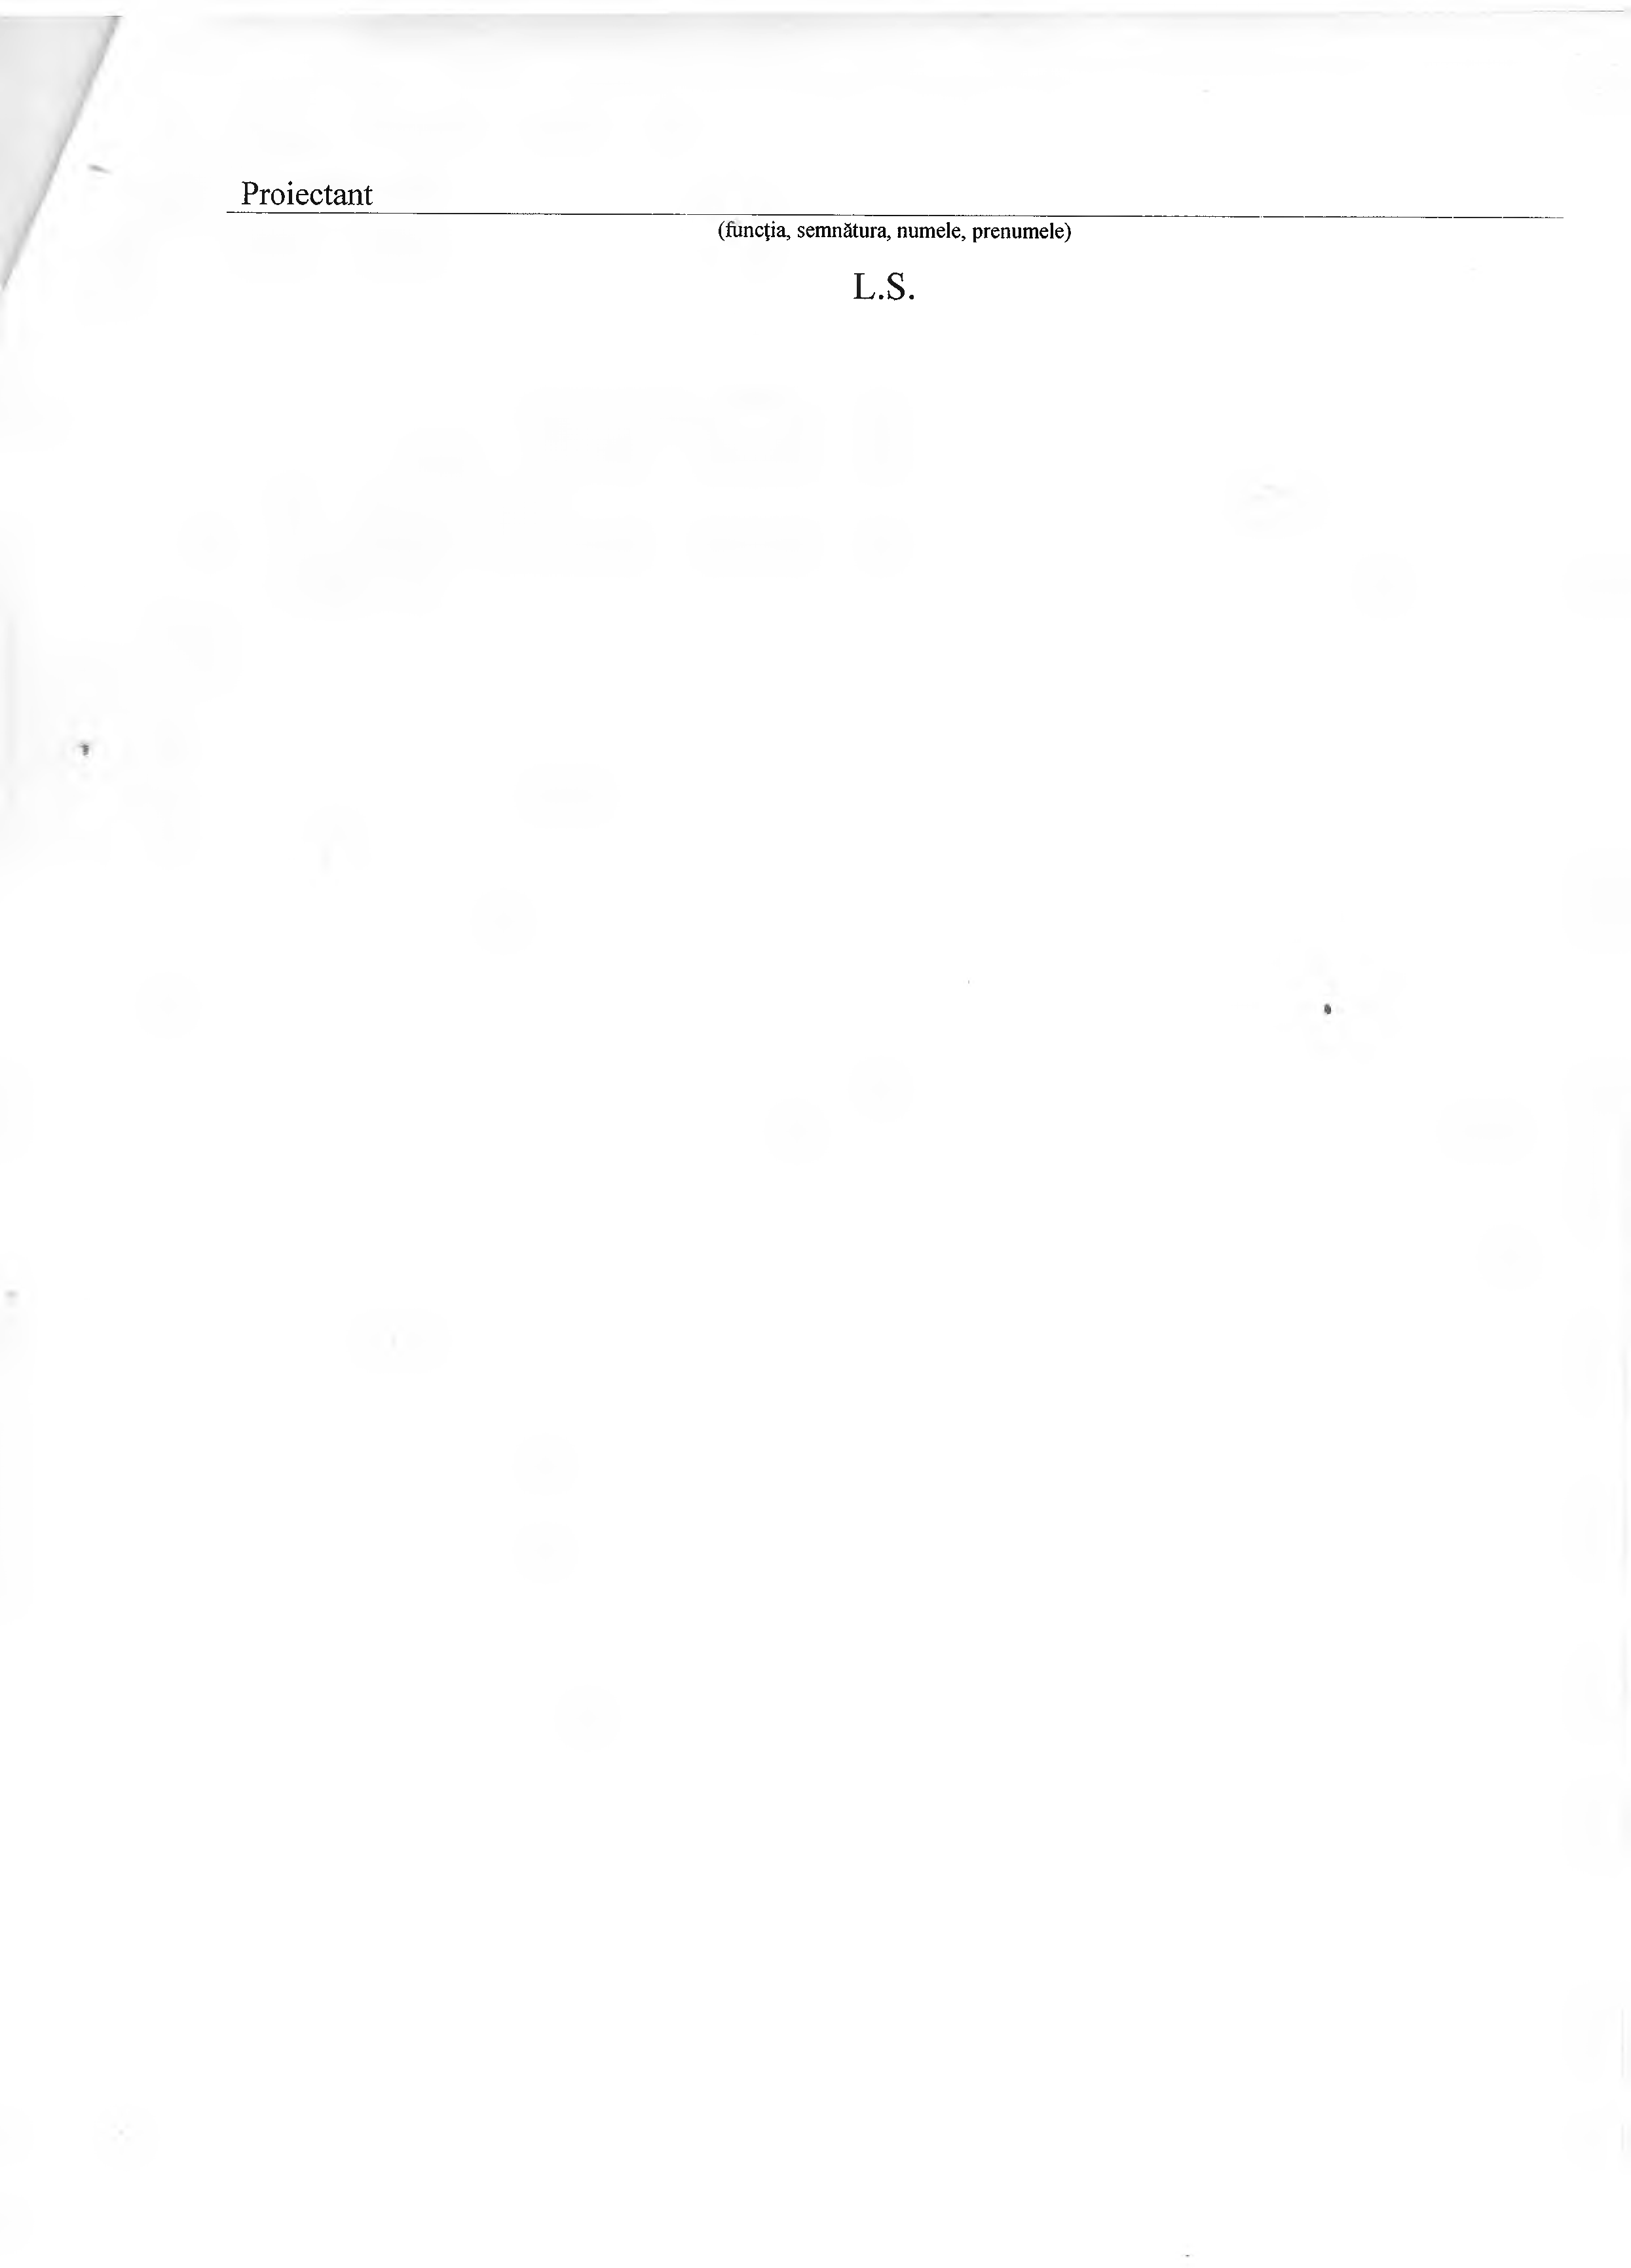 Proiectant
(funcţia, semnătura, numele, prenumele)
L.S.